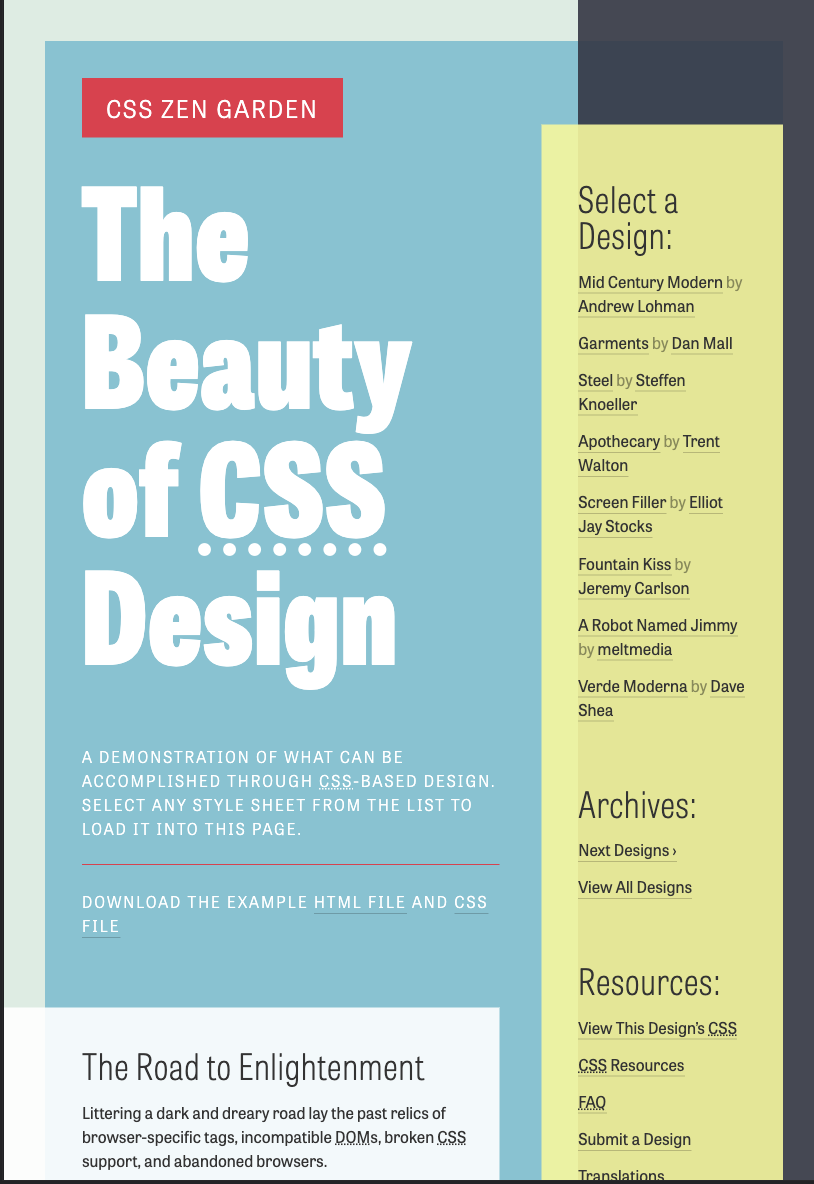 CSS ZEN GARDEN
The
Beauty
of CSS
Design
A DEMONSTRATION OF WHAT CAN BE
ACCOMPLISHED THROUGH CSS-BASED DESIGN.
SELECT ANY STYLE SHEET FROM THE LIST TO
LOAD IT INTO THIS PAGE.
DOWNLOAD THE EXAMPLE HTML FILE AND CSS
FILE
The Road to Enlightenment
Littering a dark and dreary road lay the past relics of
browser-specific tags, incompatible DOMs, broken CSS
support, and abandoned browsers.
Select a
Design:
Mid Century Modern by
Andrew Lohman
Garments by Dan Mall
Steel by Steffen
Knoeller
Apothecary by Trent
Walton
Screen Filler by Elliot
Jay Stocks
Fountain Kiss by
Jeremy Carlson
A Robot Named Jimmy
by meltmedia
Verde Moderna by Dave
Shea
Archives:
Next Designs ›
View All Designs
Resources:
View This Design’s CSS
CSS Resources
FAQ
Submit a Design
Translations